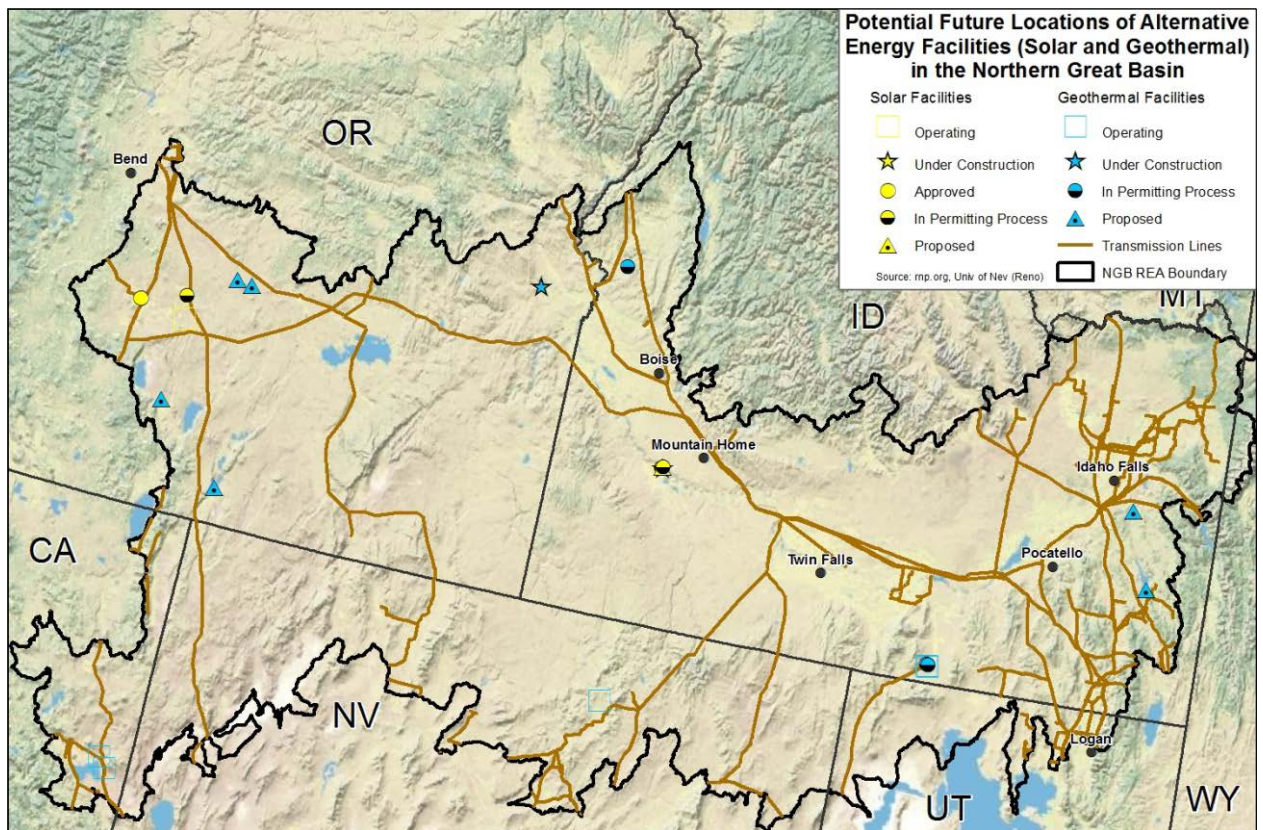 Potential Future Locations of Alternative
Energy Facilities (Solar and Geothermal)
in the Northern Great Basin
Solar Facilities
Geothermal Facilities
Operating
Operating
Under Construction
Under Construction
Approved
In Permitting Process
In Permitting Process
Proposed
Proposed
Transmission Lines
Source: rnp.org, Univ of Nev (Reno)
NGB REA Boundary
OR
Bend
MT
ID
Boise
Mountain Home
Idaho Falls
CA
Pocatello
Twin Falls
NV
Logan
UT
WY